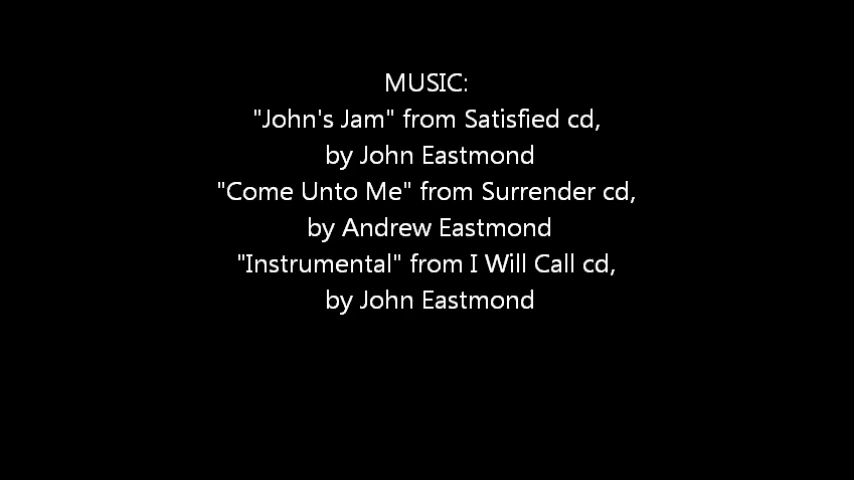 MUSIC:
"John's Jam" from Satisfied cd,
by John Eastmond
"Come Unto Me" from Surrender cd,
by Andrew Eastmond
"Instrumental" from I Will Call cd,
by John Eastmond